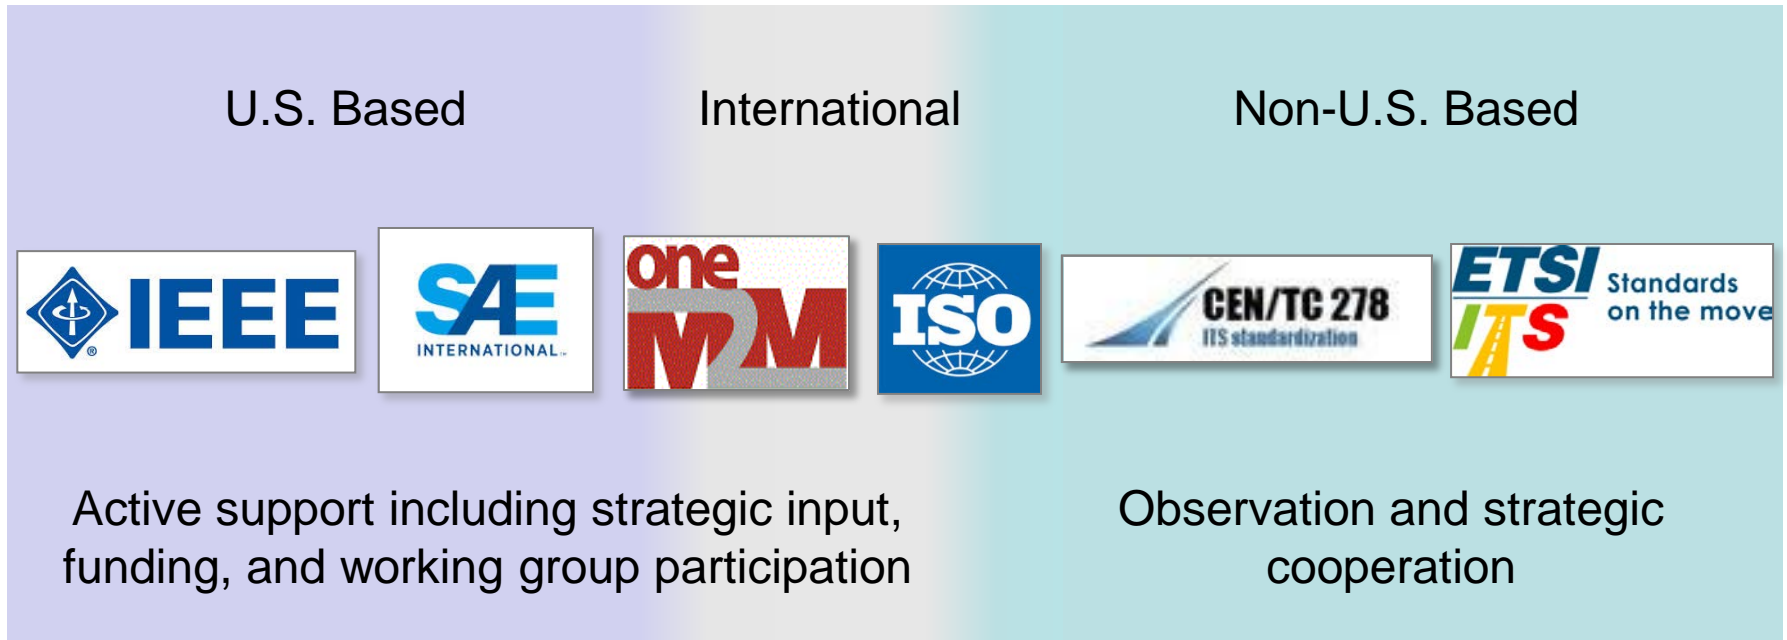 U.S. Based
International
Non-U.S. Based
IEEE
®
SAE
INTERNATIONAL™
one
M2M
ISO
CEN/TC 278
ITS standardization
ETSI
ITS
Standards
on the move
Active support including strategic input,
funding, and working group participation
Observation and strategic
cooperation